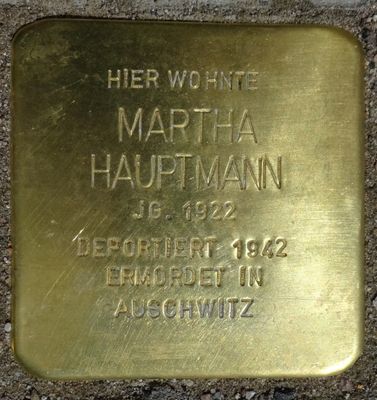 HIER WOHNTE
MARTHA
HAUPTMANN
JG. 1922
DEPORTIERT 1942
ERMORDET IN
AUSCHWITZ